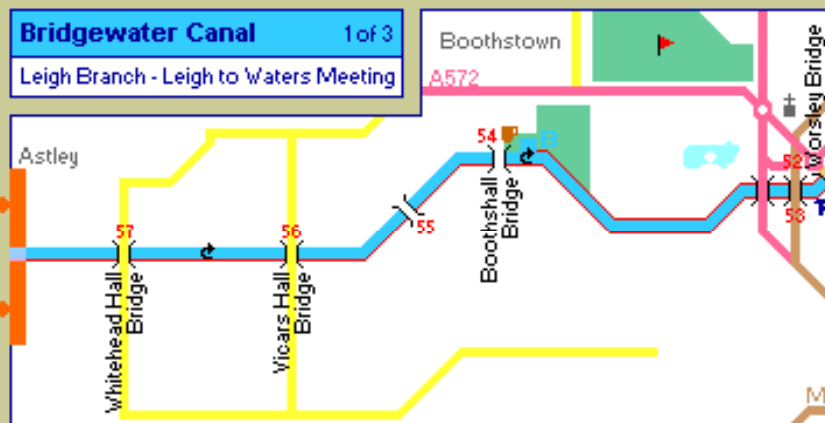 Bridgewater Canal 1 of 3
Leigh Branch - Leigh to Waters Meeting
Boothstown
A572
Astley
57
Whitehead Hall
Bridge
56
Vicars Hall
Bridge
55
54
Boothshall
Bridge
B
52
53
Worsley Bridge
M